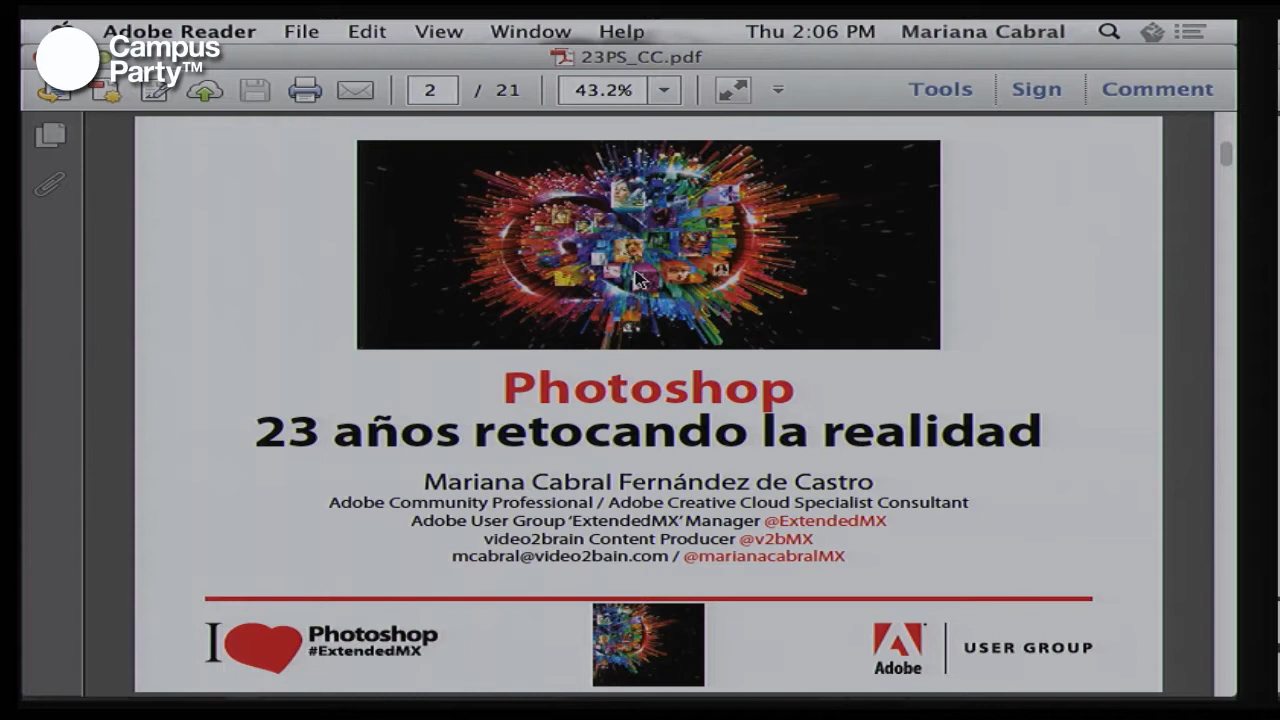 Adobe Reader File Edit View Window Help Thu 2:06 PM Mariana Cabral
Campus
Party™
23PS_CC.pdf
2 / 21 43.2% Tools Sign Comment
Photoshop
23 años retocando la realidad
Mariana Cabral Fernández de Castro
Adobe Community Professional / Adobe Creative Cloud Specialist Consultant
Adobe User Group ‘ExtendedMX’ Manager @ExtendedMX
video2brain Content Producer @v2bMX
mcabral@video2bain.com / @marianacabralMX
I Photoshop
#ExtendedMX
Adobe
USER GROUP